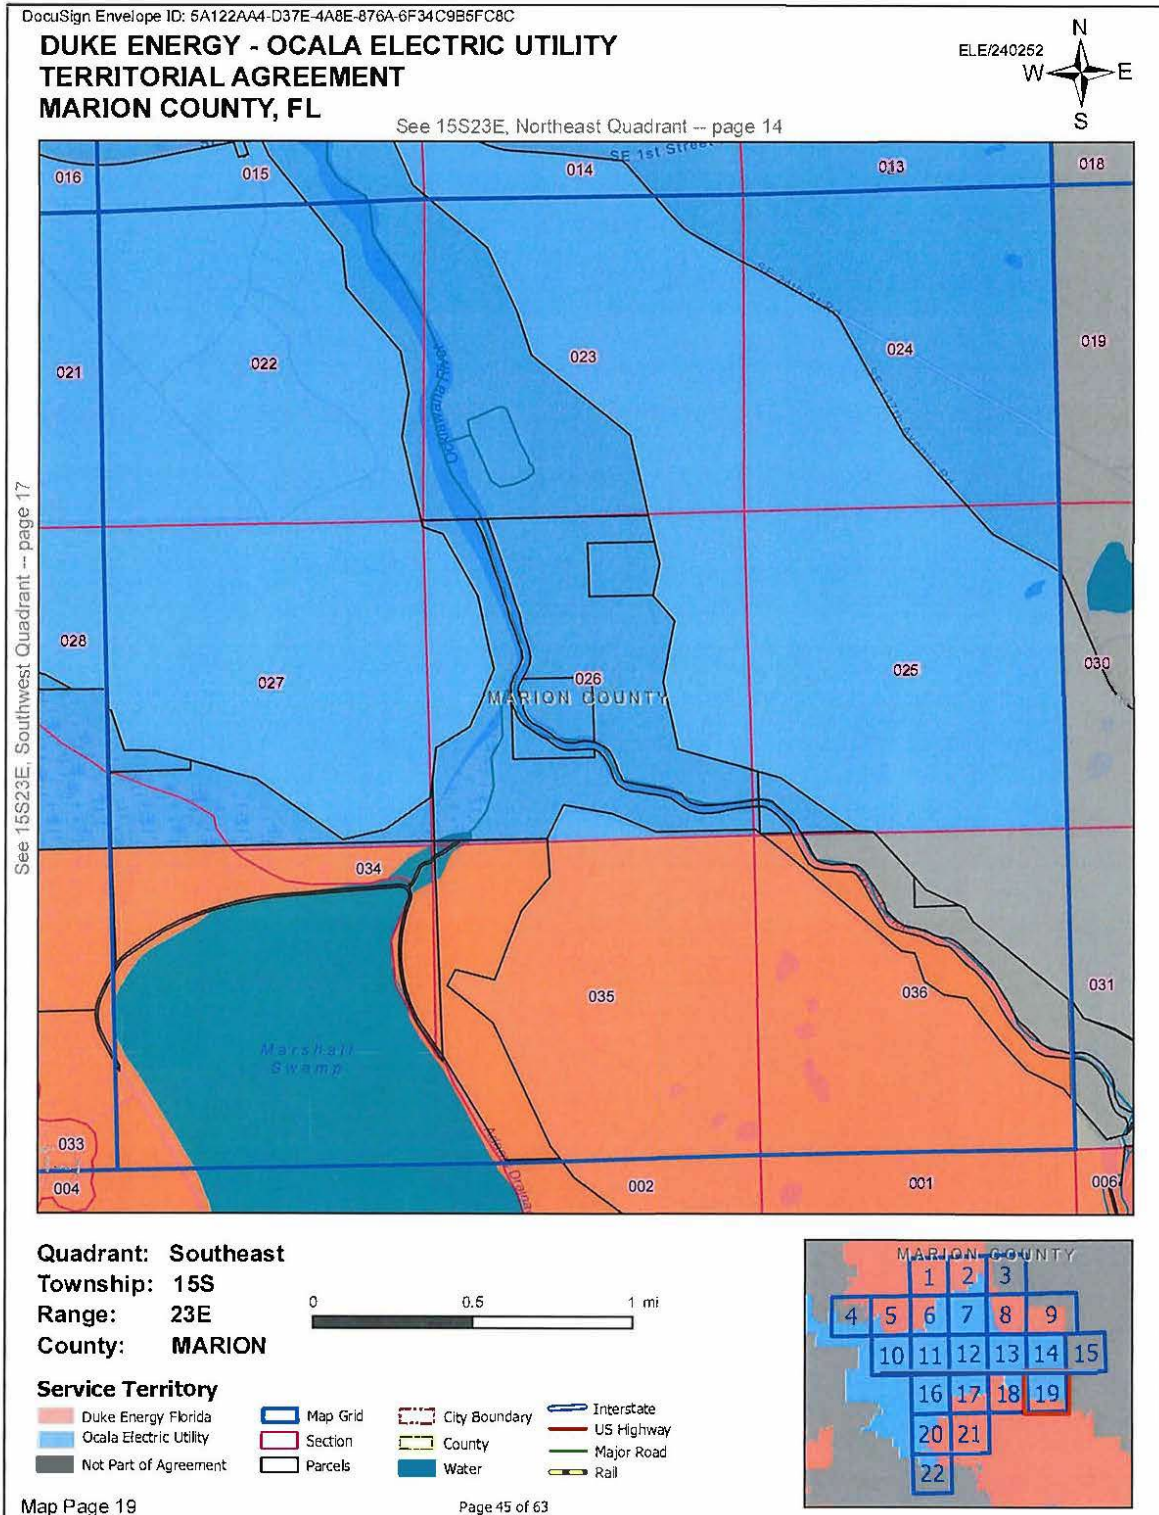 DocuSign Envelope ID: 5A122AA4-D37E-4A8E-876A-6F34C9B5FC8C
DUKE ENERGY - OCALA ELECTRIC UTILITY
TERRITORIAL AGREEMENT
MARION COUNTY, FL
ELE/240252
N
W E
S
See 15S23E, Northeast Quadrant -- page 14
See 15S23E, Southwest Quadrant -- page 17
SE 1st Street
016 015 014 013 018
SE 137th Avenue Rd
021 022 023 024 019
Ocklawaha River
028 027 026 025 030
MARION COUNTY
034
035 036 031
Marshall
Swamp
033
004 002 001 006
Quadrant: Southeast
Township: 15S
Range: 23E
County: MARION
0 0.5 1 mi
Service Territory
Duke Energy Florida
Ocala Electric Utility
Not Part of Agreement
Map Grid
Section
Parcels
City Boundary
County
Water
Interstate
US Highway
Major Road
Rail
MARION COUNTY
1 2 3
4 5 6 7 8 9
10 11 12 13 14 15
16 17 18 19
20 21
22
Map Page 19
Page 45 of 63